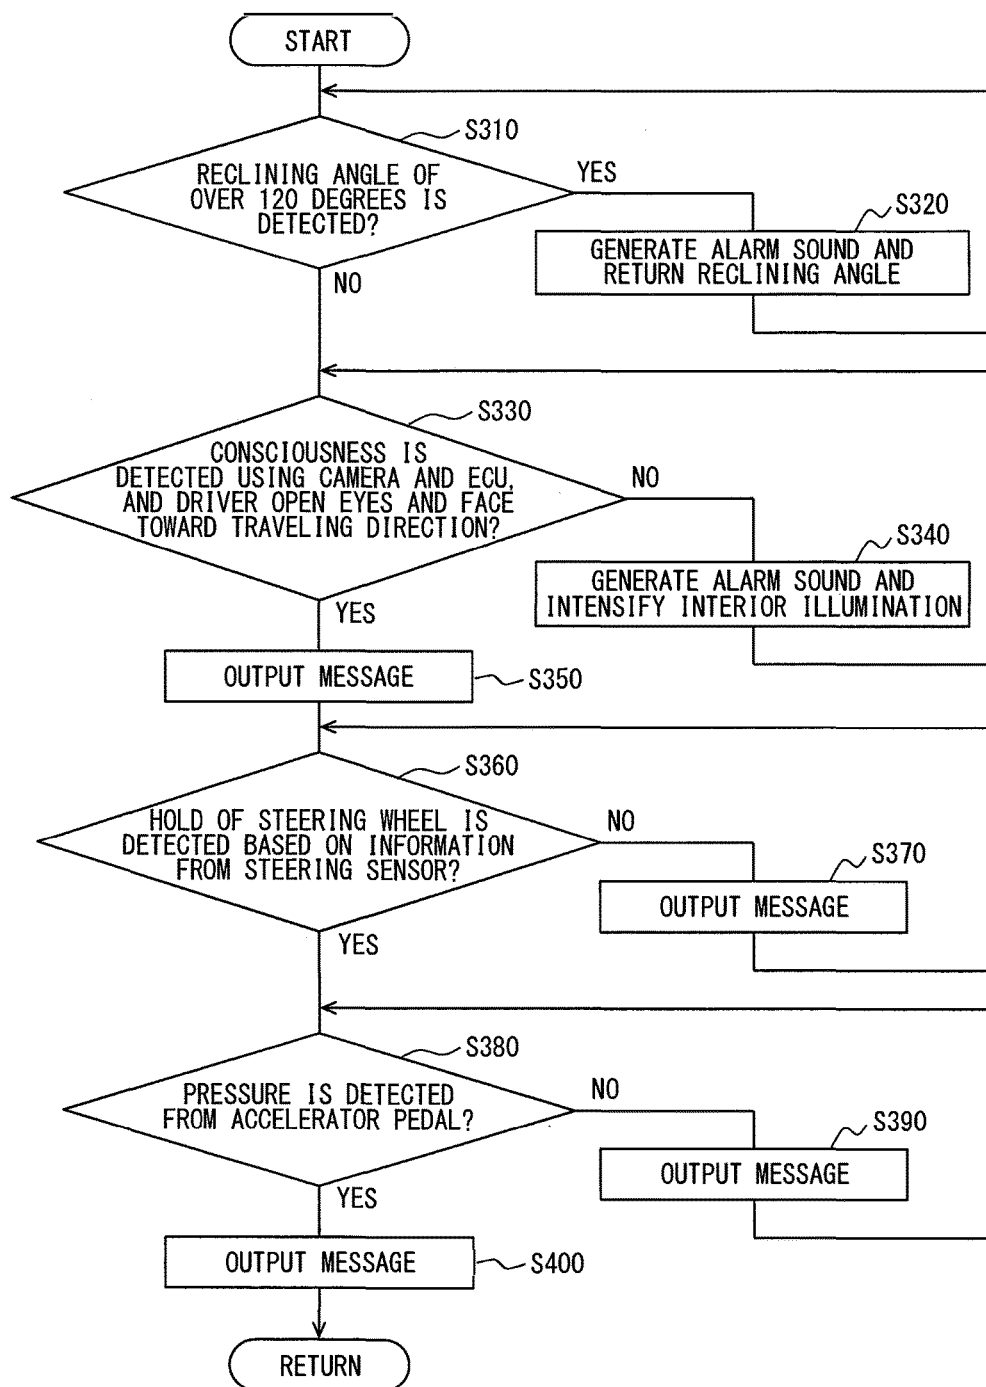 START
S310
RECLINING ANGLE OF
OVER 120 DEGREES IS
DETECTED?
YES
S320
GENERATE ALARM SOUND AND
RETURN RECLINING ANGLE
NO
S330
CONSCIOUSNESS IS
DETECTED USING CAMERA AND ECU,
AND DRIVER OPEN EYES AND FACE
TOWARD TRAVELING DIRECTION?
NO
S340
GENERATE ALARM SOUND AND
INTENSIFY INTERIOR ILLUMINATION
YES
OUTPUT MESSAGE
S350
S360
HOLD OF STEERING WHEEL IS
DETECTED BASED ON INFORMATION
FROM STEERING SENSOR?
NO
S370
OUTPUT MESSAGE
YES
S380
PRESSURE IS DETECTED
FROM ACCELERATOR PEDAL?
NO
S390
OUTPUT MESSAGE
YES
OUTPUT MESSAGE
S400
RETURN